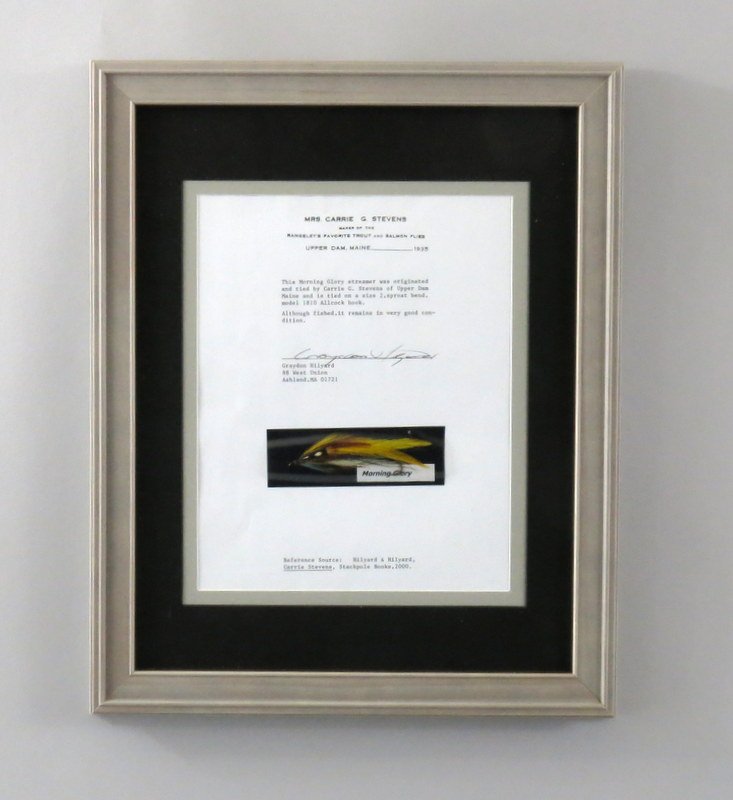 MRS. CARRIE G. STEVENS
MAKER OF THE
RANGELEY'S FAVORITE TROUT AND SALMON FLIES
UPPER DAM, MAINE 1935
This Morning Glory streamer was originated
and tied by Carrie G. Stevens of Upper Dam
Maine and is tied on a size 2,sproat bend,
model 1810 Allcock hook.
Although fished,it remains in very good con-
dition.
Graydon Hilyard
Graydon Hilyard
88 West Union
Ashland,MA 01721
Morning Glory
Reference Source: Hilyard & Hilyard,
Carrie Stevens, Stackpole Books,2000.